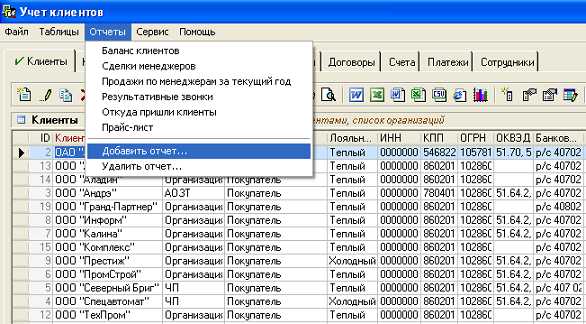 Учет клиентов
Файл Таблицы Отчеты Сервис Помощь
Баланс клиентов
Сделки менеджеров
Продажи по менеджерам за текущий год
Результативные звонки
Откуда пришли клиенты
Прайс-лист
Добавить отчет...
Удалить отчет...
Клиенты Договоры Счета Платежи Сотрудники
Клиенты ентами, список организаций
ID Клиен Лояльн... ИНН КПП ОГРН ОКВЭД Банков...
2 ОАО " Теплый 0000000 546822 105781 51.70, 5 р/с 40702
13 ООО " Теплый 0000000 860201 102860 р/с 40702
14 ООО "Аладин" Организаци Покупатель Теплый 0000000 860201 102860 р/с 40702
3 ООО "Андрэ" АОЗТ Покупатель Теплый 0000000 780401 102860 51.64.2, р/с 40702
19 ООО "Гранд-Партнер" Организаци Покупатель Теплый 0000000 860201 102860 р/с 40802
8 ООО "Информ" Организаци Покупатель Теплый 0000000 860201 102860 51.64.2, р/с 40702
7 ООО "Калина" Организаци Покупатель Теплый 0000000 860201 102860 51.64.2, р/с 40702
15 ООО "Комплекс" Организаци Покупатель Теплый 0000000 860201 102860 р/с 40702
9 ООО "Престиж" Организаци Покупатель Холодный 0000000 860201 102860 51.64.2, р/с 40702
6 ООО "ПромСтрой" Организаци Покупатель Теплый 0000000 860201 102860 51.64.2, р/с 40702
5 ООО "Северный Бриг" ЧП Покупатель Теплый 0000000 860201 102860 51.64.2, р/с 407 02
4 ООО "Спецавтомат" ЧП Покупатель Холодный 0000000 860201 102860 51.64.2, р/с 40702
12 ООО "ТехПром" Организаци Покупатель Теплый 0000000 860201 102860 р/с 40702